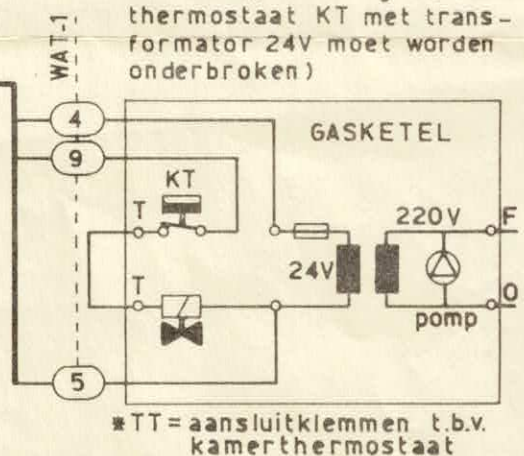 thermostaat KT met trans-
formator 24V moet worden
onderbroken)
WAT-1
4
GASKETEL
9
KT
T
220V
F
24V
T
O
pomp
5
*TT= aansluitklemmen t.b.v.
kamerthermostaat